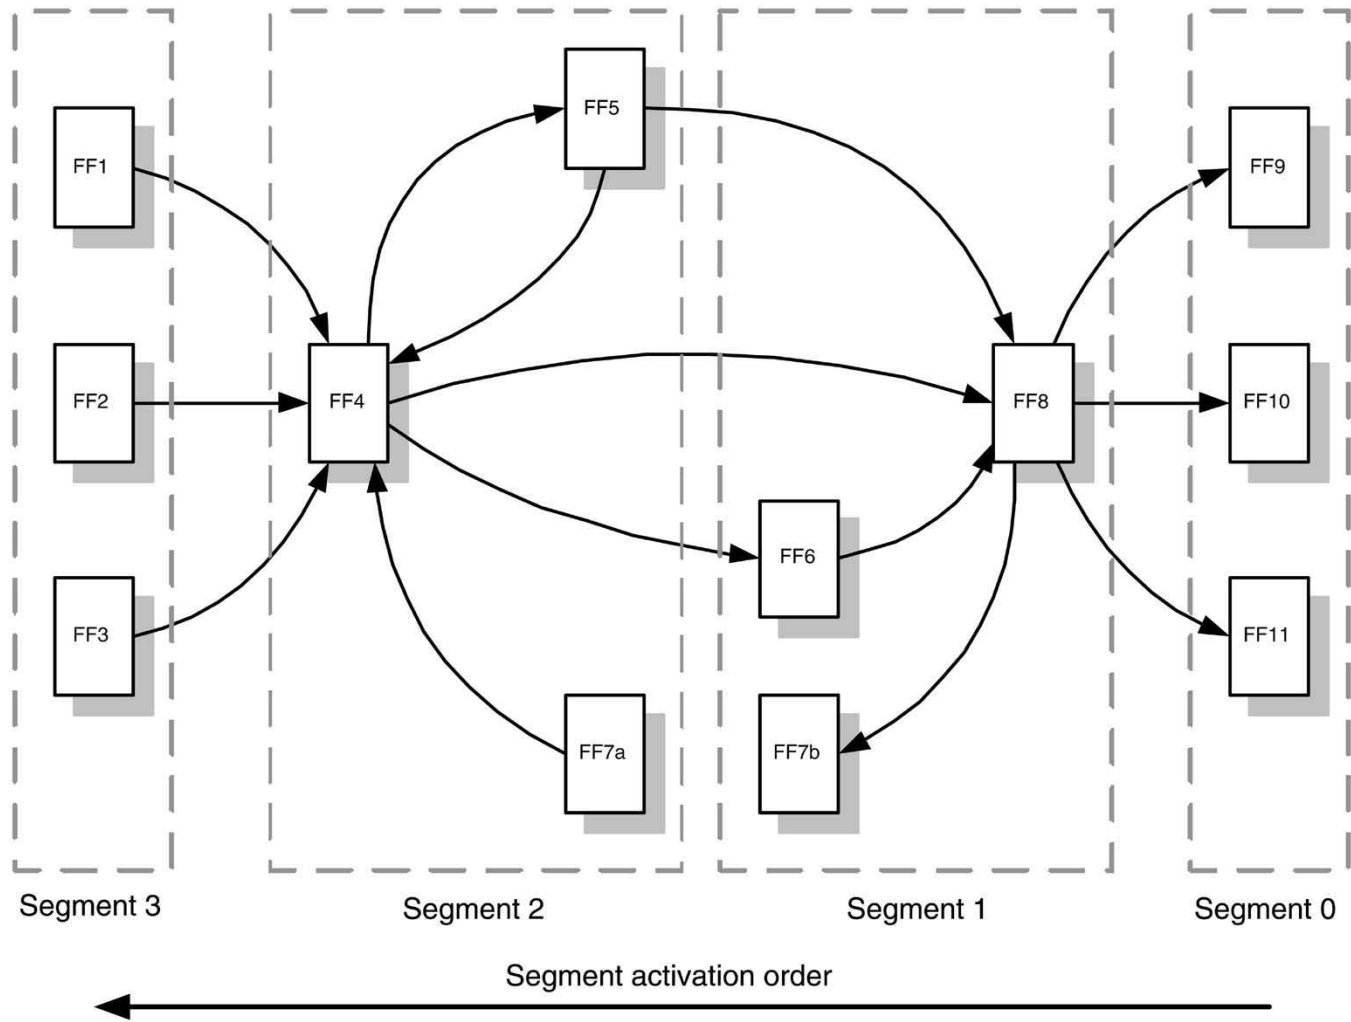 FF5
FF1
FF9
FF2
FF4
FF8
FF10
FF6
FF3
FF11
FF7a
FF7b
Segment 3
Segment 2
Segment 1
Segment 0
Segment activation order